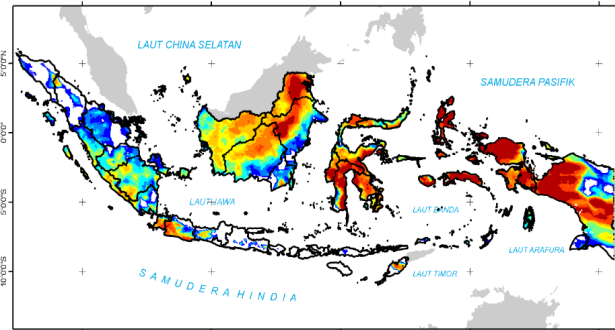 LAUT CHINA SELATAN
SAMUDERA PASIFIK
5°0'0"N
0°0'0"
LAUT JAWA
LAUT BANDA
5°0'0"S
LAUT ARAFURA
10°0'0"S
LAUT TIMOR
SAMUDERA HINDIA